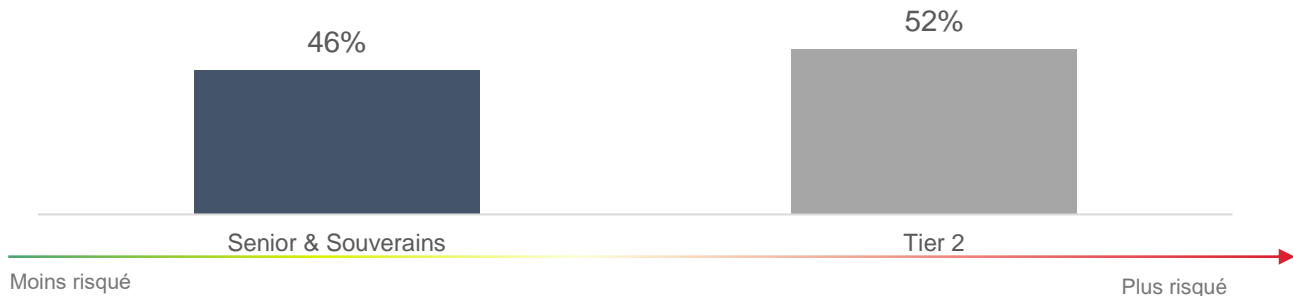 52%
46%
Senior & Souverains
Tier 2
Moins risqué
Plus risqué